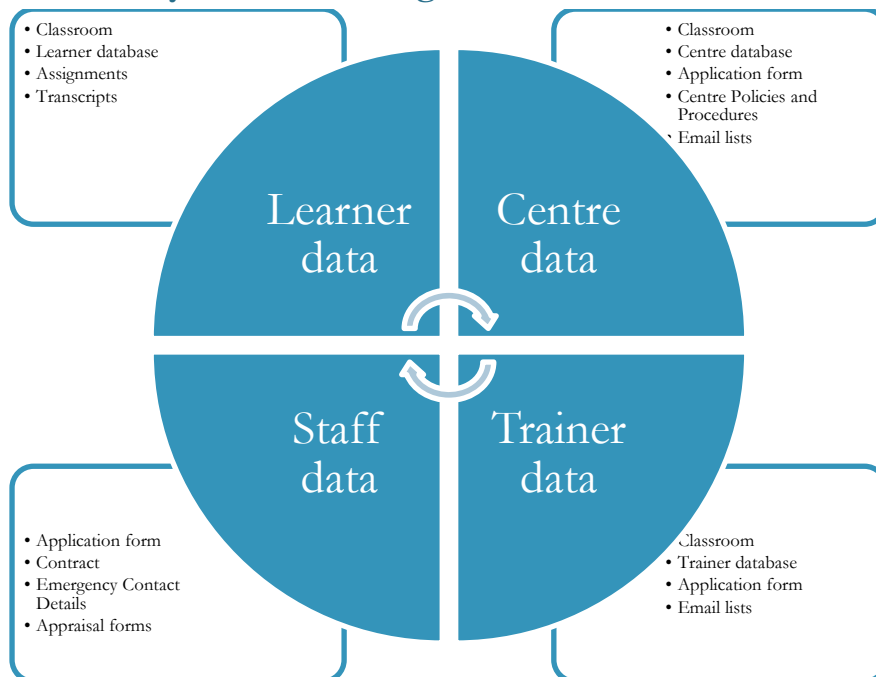 • Classroom
• Learner database
• Assignments
• Transcripts
• Classroom
• Centre database
• Application form
• Centre Policies and
Procedures
• Email lists
Learner
data
Centre
data
Staff
data
Trainer
data
• Application form
• Contract
• Emergency Contact
Details
• Appraisal forms
Classroom
• Trainer database
• Application form
• Email lists